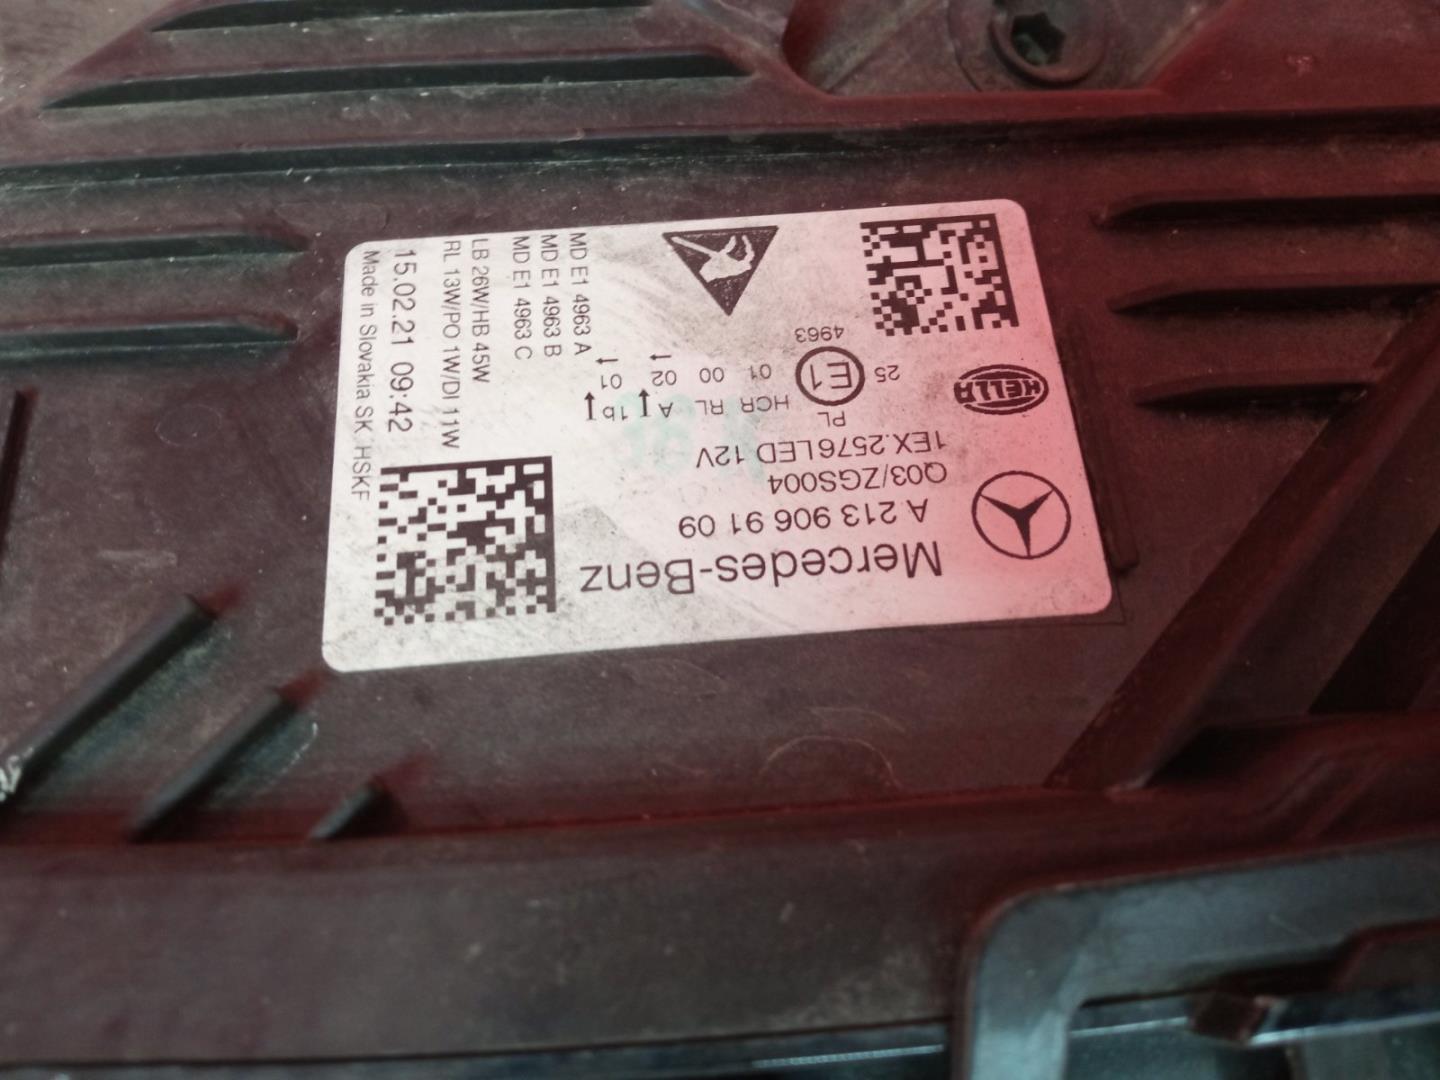 Mercedes-Benz
A 213 906 91 09
Q03/ZGS004
1EX.2576LED 12V
PL
HCR RL A 1b
25
E1
01 00 02 01
4963
HELLA
MD E1 4963 A
MD E1 4963 B
MD E1 4963 C
LB 26W/HB 45W
RL 13W/PO 1W/DI 11W
15.02.21 09:42
Made in Slovakia SK HSKF